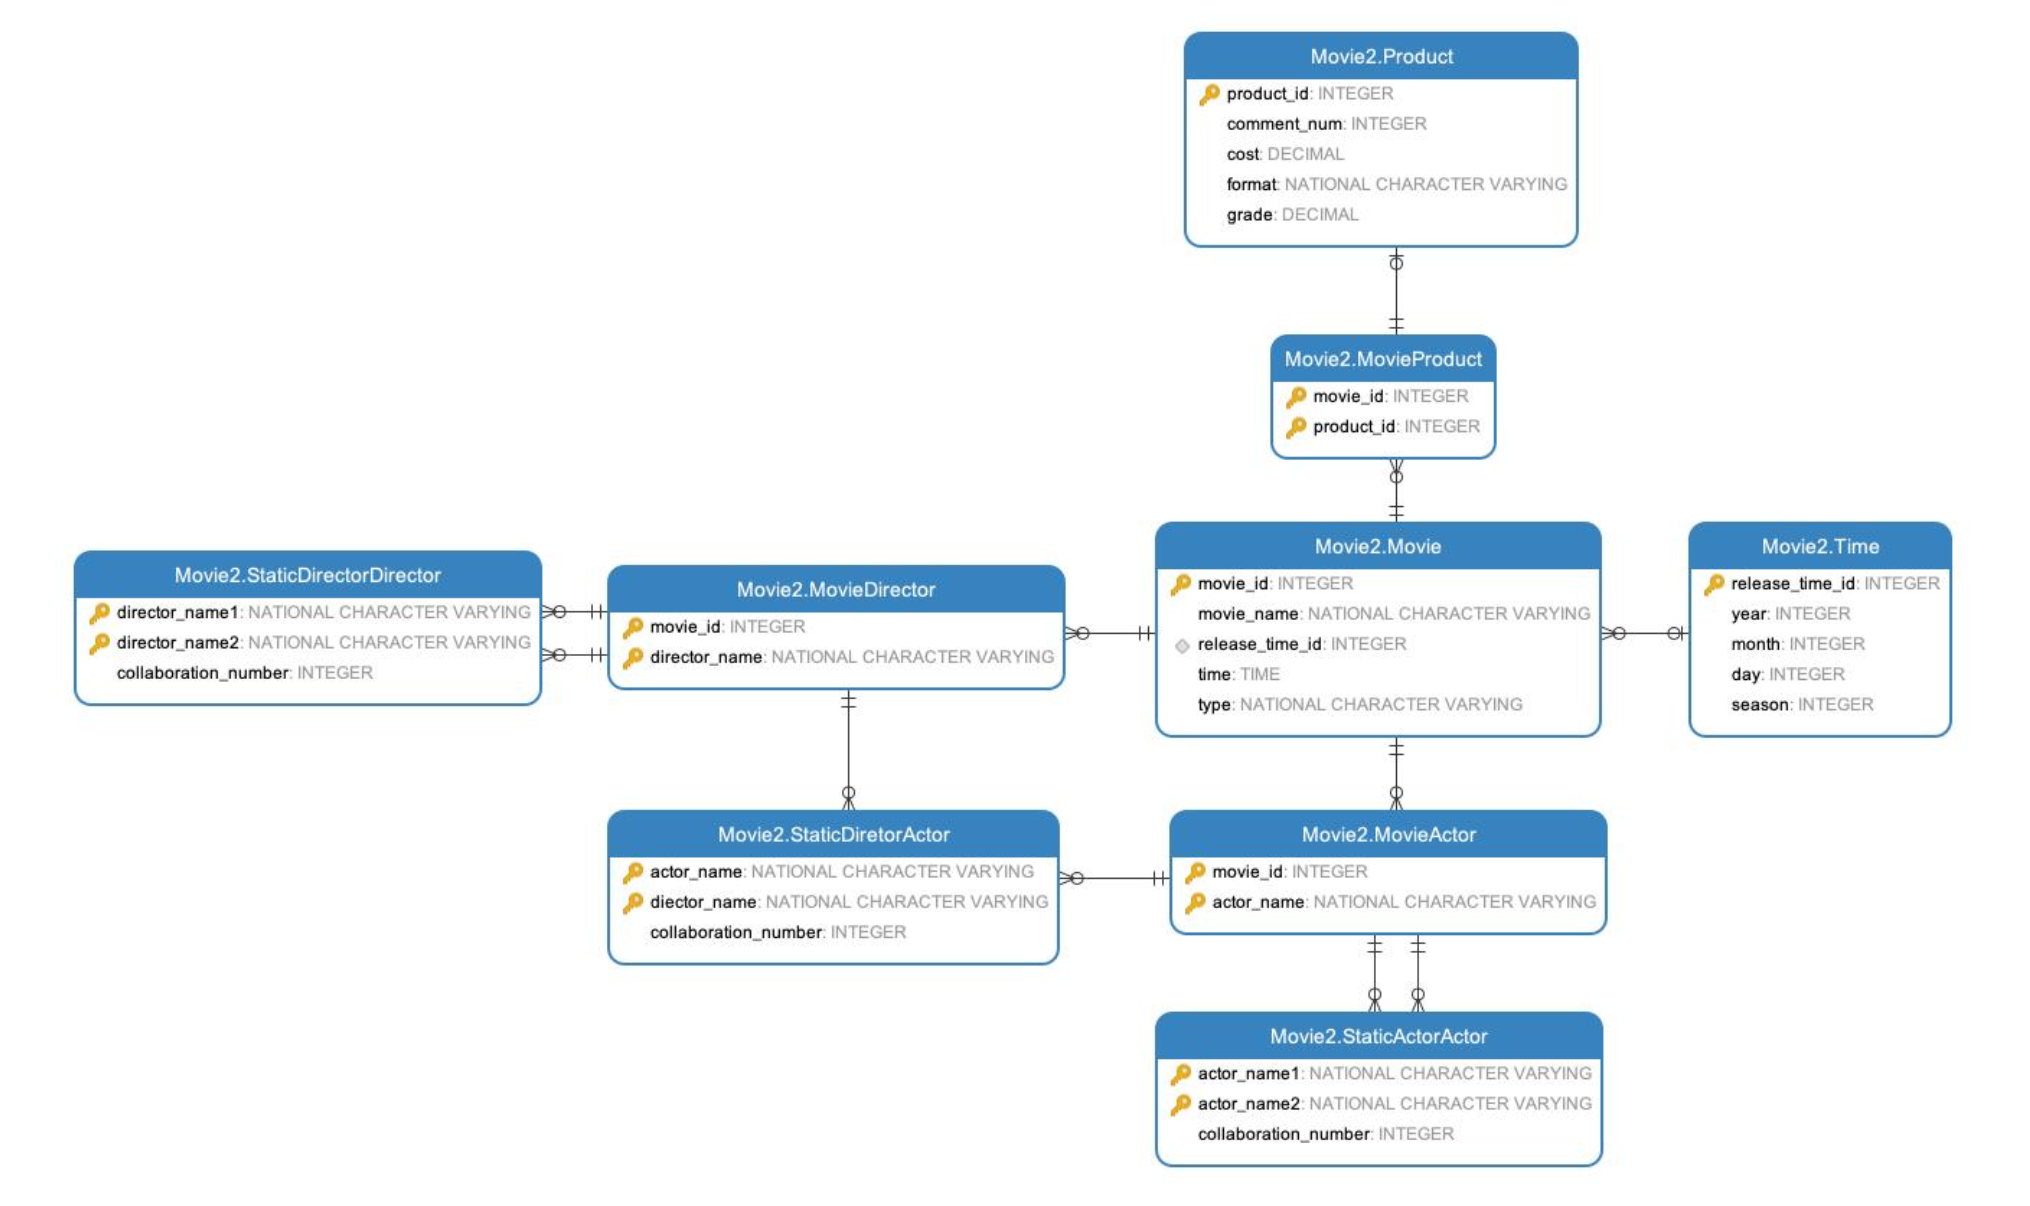 Movie2.Product
product_id: INTEGER
comment_num: INTEGER
cost: DECIMAL
format: NATIONAL CHARACTER VARYING
grade: DECIMAL
Movie2.MovieProduct
movie_id: INTEGER
product_id: INTEGER
Movie2.StaticDirectorDirector
director_name1: NATIONAL CHARACTER VARYING
director_name2: NATIONAL CHARACTER VARYING
collaboration_number: INTEGER
Movie2.MovieDirector
movie_id: INTEGER
director_name: NATIONAL CHARACTER VARYING
Movie2.Movie
movie_id: INTEGER
movie_name: NATIONAL CHARACTER VARYING
release_time_id: INTEGER
time: TIME
type: NATIONAL CHARACTER VARYING
Movie2.Time
release_time_id: INTEGER
year: INTEGER
month: INTEGER
day: INTEGER
season: INTEGER
Movie2.StaticDiretorActor
actor_name: NATIONAL CHARACTER VARYING
diector_name: NATIONAL CHARACTER VARYING
collaboration_number: INTEGER
Movie2.MovieActor
movie_id: INTEGER
actor_name: NATIONAL CHARACTER VARYING
Movie2.StaticActorActor
actor_name1: NATIONAL CHARACTER VARYING
actor_name2: NATIONAL CHARACTER VARYING
collaboration_number: INTEGER